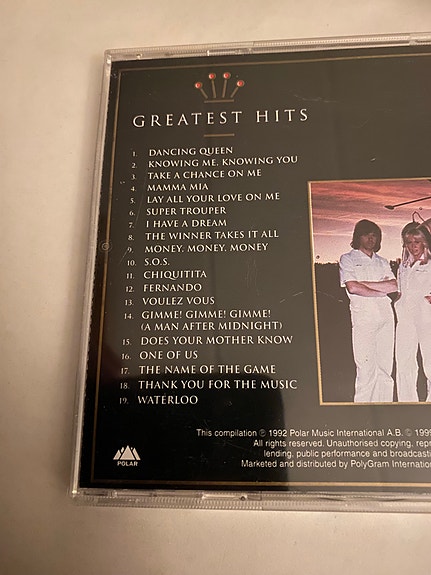 GREATEST HITS
1. DANCING QUEEN
2. KNOWING ME, KNOWING YOU
3. TAKE A CHANCE ON ME
4. MAMMA MIA
5. LAY ALL YOUR LOVE ON ME
6. SUPER TROUPER
7. I HAVE A DREAM
8. THE WINNER TAKES IT ALL
9. MONEY, MONEY, MONEY
10. S.O.S.
11. CHIQUITITA
12. FERNANDO
13. VOULEZ VOUS
14. GIMME! GIMME! GIMME!
(A MAN AFTER MIDNIGHT)
15. DOES YOUR MOTHER KNOW
16. ONE OF US
17. THE NAME OF THE GAME
18. THANK YOU FOR THE MUSIC
19. WATERLOO
This compilation ℗ 1992 Polar Music International A.B. © 199
All rights reserved. Unauthorised copying, repr
lending, public performance and broadcasti
Marketed and distributed by PolyGram Internation
POLAR